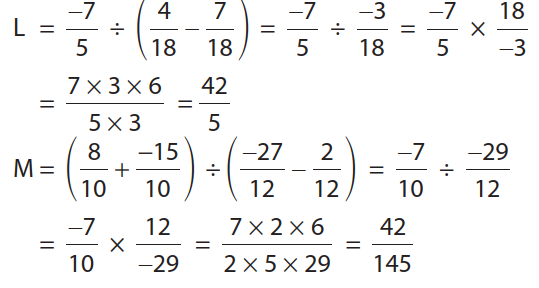 L = -7/5 ÷ (4/18 − 7/18) = -7/5 ÷ -3/18 = -7/5 × 18/-3
= 7 × 3 × 6 / 5 × 3 = 42/5
M = (8/10 + -15/10) ÷ (-27/12 − 2/12) = -7/10 ÷ -29/12
= -7/10 × 12/-29 = 7 × 2 × 6 / 2 × 5 × 29 = 42/145